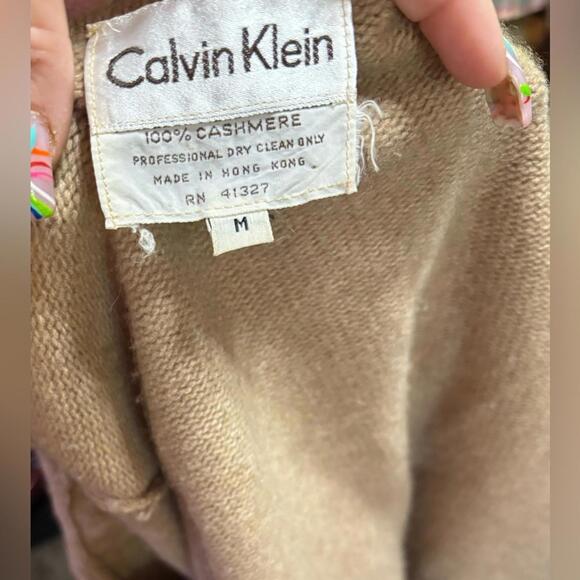 Calvin Klein
100% CASHMERE
PROFESSIONAL DRY CLEAN ONLY
MADE IN HONG KONG
RN 41327
M